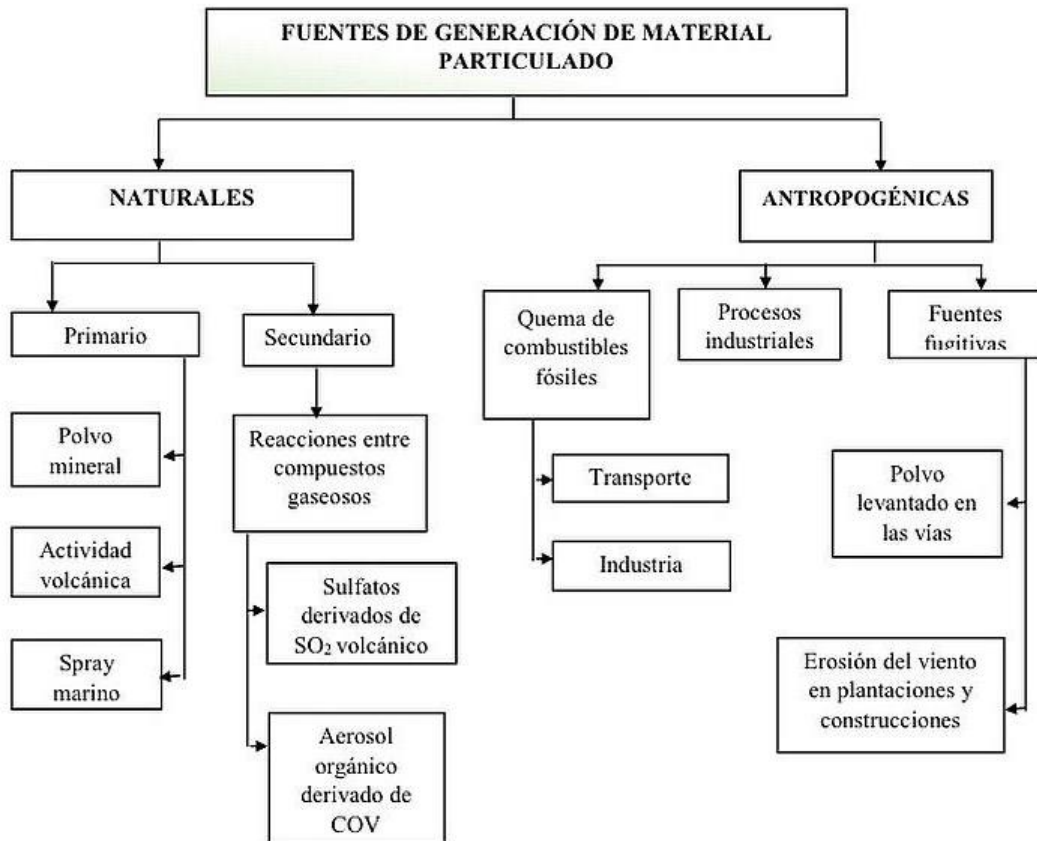 FUENTES DE GENERACIÓN DE MATERIAL
PARTICULADO
NATURALES
ANTROPOGÉNICAS
Primario
Secundario
Quema de
combustibles
fósiles
Procesos
industriales
Fuentes
fugitivas
Polvo
mineral
Reacciones entre
compuestos
gaseosos
Transporte
Polvo
levantado en
las vías
Actividad
volcánica
Industria
Sulfatos
derivados de
SO₂ volcánico
Spray
marino
Erosión del viento
en plantaciones y
construcciones
Aerosol
orgánico
derivado de
COV